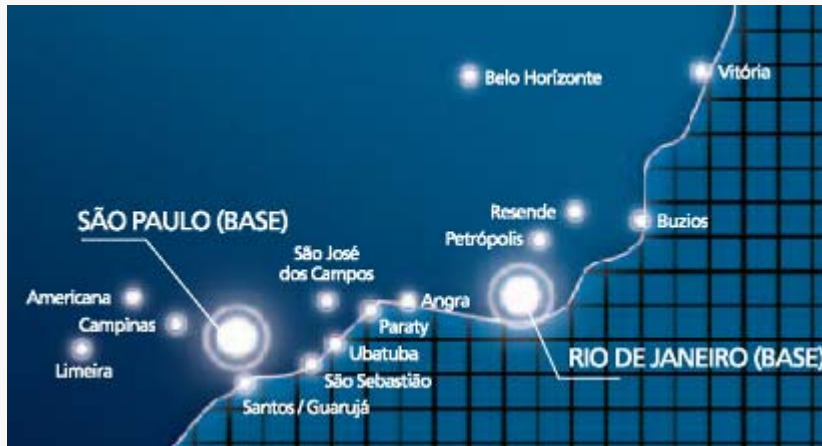 Belo Horizonte
Vitória
SÃO PAULO (BASE)
Resende
Buzios
Petrópolis
São José
dos Campos
Americana
Angra
Campinas
Paraty
Ubatuba
RIO DE JANEIRO (BASE)
Limeira
São Sebastião
Santos / Guarujá